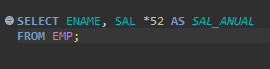 SELECT ENAME, SAL *52 AS SAL_ANUAL
FROM EMP;